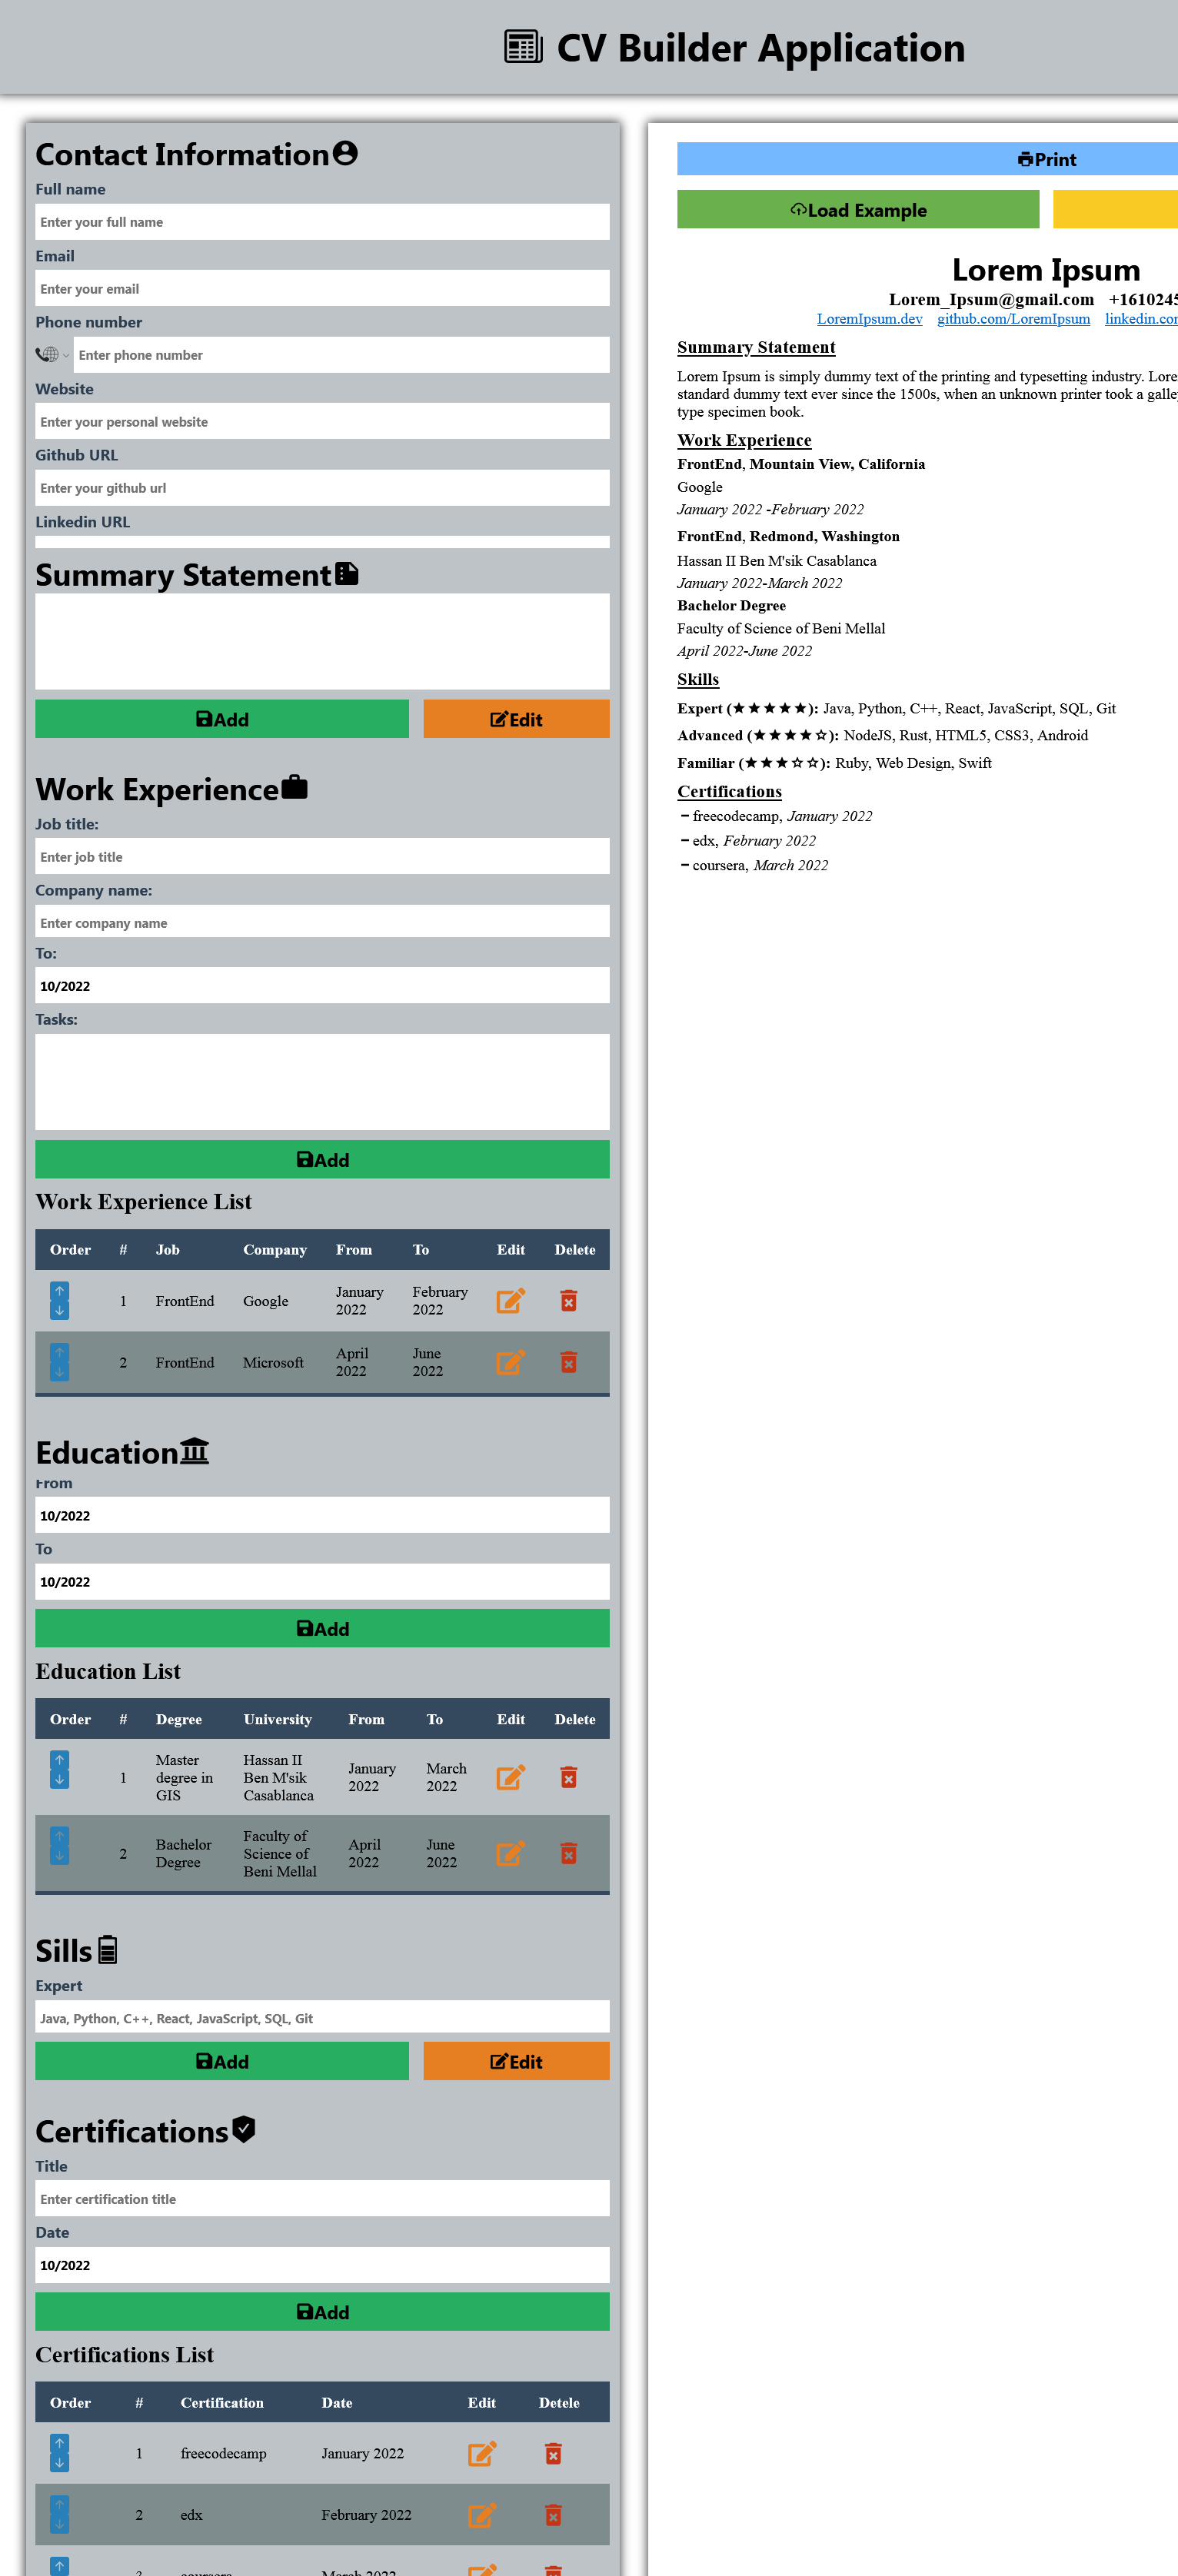 CV Builder Application
Contact Information
Full name
Enter your full name
Email
Enter your email
Phone number
Enter phone number
Website
Enter your personal website
Github URL
Enter your github url
Linkedin URL
Summary Statement
Add Edit
Work Experience
Job title:
Enter job title
Company name:
Enter company name
To:
10/2022
Tasks:
Add
Work Experience List
Order # Job Company From To Edit Delete
1 FrontEnd Google January 2022 February 2022
2 FrontEnd Microsoft April 2022 June 2022
Education
From
10/2022
To
10/2022
Add
Education List
Order # Degree University From To Edit Delete
1 Master degree in GIS Hassan II Ben M'sik Casablanca January 2022 March 2022
2 Bachelor Degree Faculty of Science of Beni Mellal April 2022 June 2022
Sills
Expert
Java, Python, C++, React, JavaScript, SQL, Git
Add Edit
Certifications
Title
Enter certification title
Date
10/2022
Add
Certifications List
Order # Certification Date Edit Detele
1 freecodecamp January 2022
2 edx February 2022
3 coursera March 2022
Print
Load Example
Lorem Ipsum
Lorem_Ipsum@gmail.com +1610245
LoremIpsum.dev github.com/LoremIpsum linkedin.co
Summary Statement
Lorem Ipsum is simply dummy text of the printing and typesetting industry. Lore
standard dummy text ever since the 1500s, when an unknown printer took a galle
type specimen book.
Work Experience
FrontEnd, Mountain View, California
Google
January 2022 -February 2022
FrontEnd, Redmond, Washington
Hassan II Ben M'sik Casablanca
January 2022-March 2022
Bachelor Degree
Faculty of Science of Beni Mellal
April 2022-June 2022
Skills
Expert (★★★★★): Java, Python, C++, React, JavaScript, SQL, Git
Advanced (★★★★☆): NodeJS, Rust, HTML5, CSS3, Android
Familiar (★★★☆☆): Ruby, Web Design, Swift
Certifications
– freecodecamp, January 2022
– edx, February 2022
– coursera, March 2022